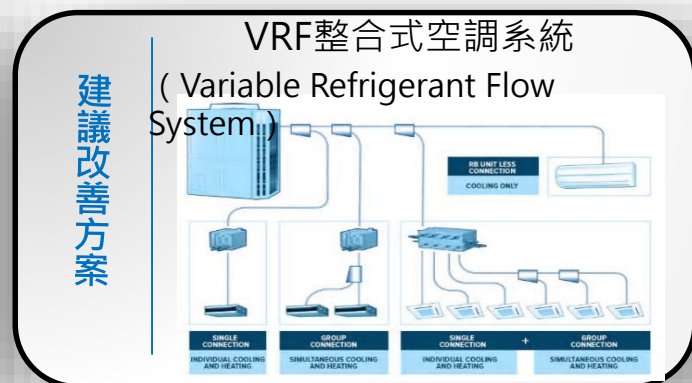 建議改善方案
VRF整合式空調系統
（Variable Refrigerant Flow
System）
RB UNIT LESS
CONNECTION
COOLING ONLY
SINGLE
CONNECTION
INDIVIDUAL COOLING
AND HEATING
GROUP
CONNECTION
SIMULTANEOUS COOLING
AND HEATING
SINGLE
CONNECTION
+
GROUP
CONNECTION
INDIVIDUAL COOLING
AND HEATING
SIMULTANEOUS COOLING
AND HEATING